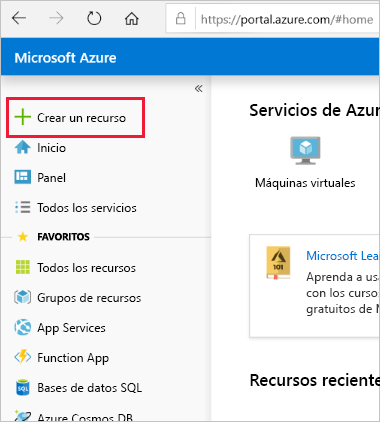 https://portal.azure.com/#home
Microsoft Azure
«
Crear un recurso
Inicio
Panel
Todos los servicios
FAVORITOS
Todos los recursos
Grupos de recursos
App Services
Function App
Bases de datos SQL
Azure Cosmos DB
Servicios de Azur
Máquinas virtuales
101
Microsoft Lea
Aprenda a usa
con los curso
gratuitos de M
Recursos reciente